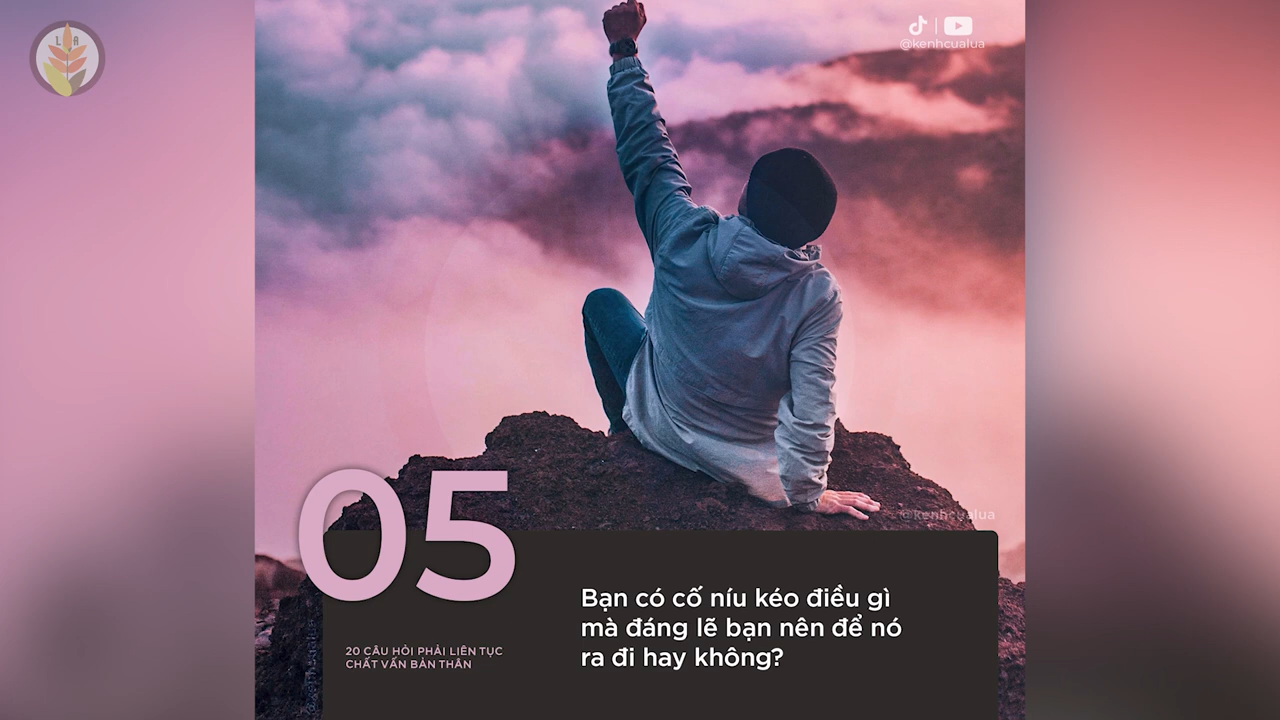 L A
@kenhcualua
@kenhcualua
05
20 CÂU HỎI PHẢI LIÊN TỤC
CHẤT VẤN BẢN THÂN
Bạn có cố níu kéo điều gì
mà đáng lẽ bạn nên để nó
ra đi hay không?